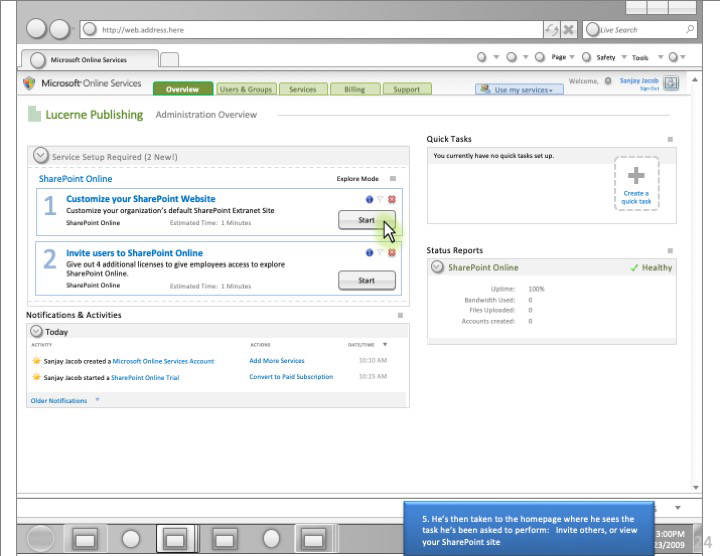 http://web.address.here
Live Search
Microsoft Online Services
Page
Safety
Tools
Microsoft Online Services
Overview
Users & Groups
Services
Billing
Support
Use my services
Welcome,
Sanjay Jacob
Sign Out
Lucerne Publishing
Administration Overview
Service Setup Required (2 New!)
SharePoint Online
Explore Mode
1
Customize your SharePoint Website
Customize your organization's default SharePoint Extranet Site
SharePoint Online
Estimated Time: 1 Minutes
Start
2
Invite users to SharePoint Online
Give out 4 additional licenses to give employees access to explore
SharePoint Online.
SharePoint Online
Estimated Time: 1 Minutes
Start
Quick Tasks
You currently have no quick tasks set up.
Create a
quick task
Status Reports
SharePoint Online
Healthy
Uptime: 100%
Bandwidth Used: 0
Files Uploaded: 0
Accounts created: 0
Notifications & Activities
Today
ACTIVITY ACTIONS DATE/TIME
Sanjay Jacob created a Microsoft Online Services Account Add More Services 10:10 AM
Sanjay Jacob started a SharePoint Online Trial Convert to Paid Subscription 10:15 AM
Older Notifications
5. He's then taken to the homepage where he sees the
task he's been asked to perform: Invite others, or view
your SharePoint site
3:00PM
23/2009
24